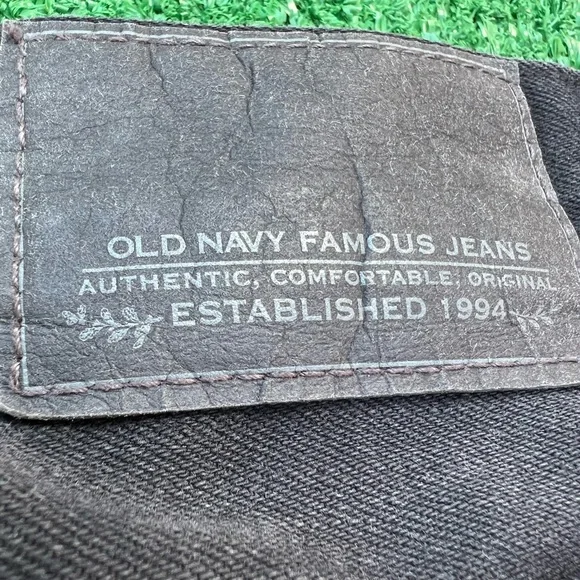 OLD NAVY FAMOUS JEANS
AUTHENTIC, COMFORTABLE, ORIGINAL
ESTABLISHED 1994